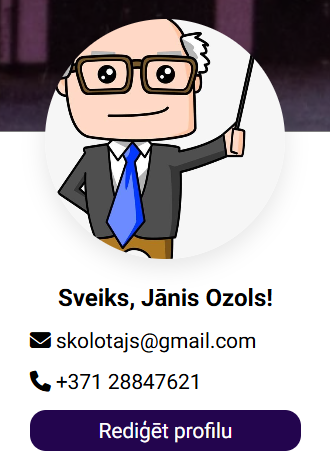 Sveiks, Jānis Ozols!
skolotajs@gmail.com
+371 28847621
Rediģēt profilu